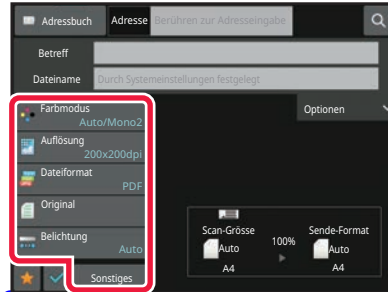 Adressbuch
Adresse
Berühren zur Adresseingabe
Betreff
Dateiname
Durch Systemeinstellungen festgelegt
Farbmodus
Auto/Mono2
Optionen
Auflösung
200x200dpi
Dateiformat
PDF
Original
Belichtung
Auto
Sonstiges
Scan-Grösse
Auto
A4
100%
Sende-Format
Auto
A4